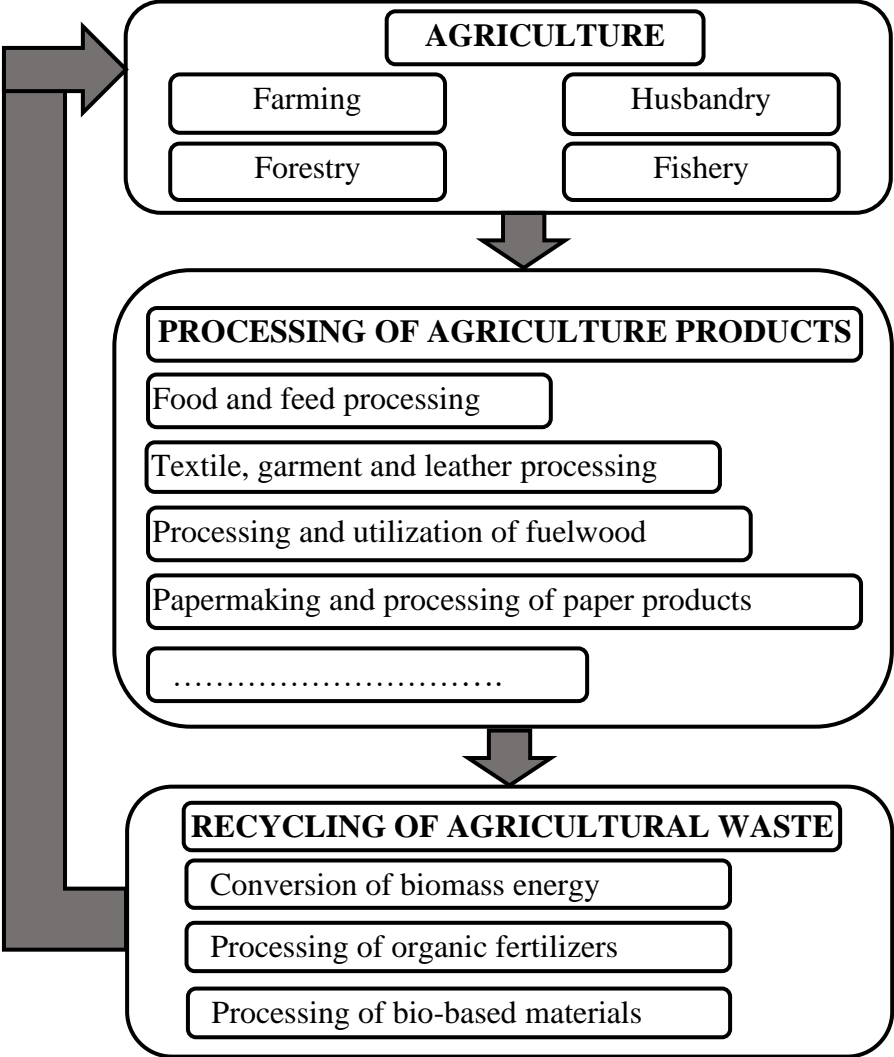 AGRICULTURE
Farming
Husbandry
Forestry
Fishery
PROCESSING OF AGRICULTURE PRODUCTS
Food and feed processing
Textile, garment and leather processing
Processing and utilization of fuelwood
Papermaking and processing of paper products
………………………….
RECYCLING OF AGRICULTURAL WASTE
Conversion of biomass energy
Processing of organic fertilizers
Processing of bio-based materials